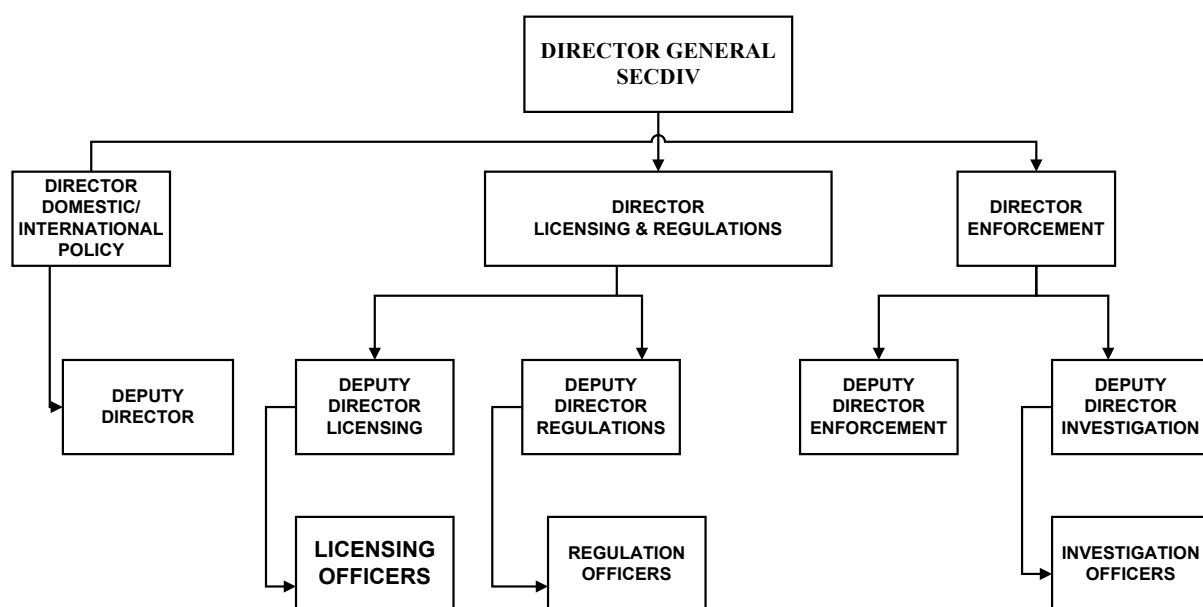 DIRECTOR GENERAL
SECDIV
DIRECTOR
DOMESTIC/
INTERNATIONAL
POLICY
DIRECTOR
LICENSING & REGULATIONS
DIRECTOR
ENFORCEMENT
DEPUTY
DIRECTOR
DEPUTY
DIRECTOR
LICENSING
DEPUTY
DIRECTOR
REGULATIONS
DEPUTY
DIRECTOR
ENFORCEMENT
DEPUTY
DIRECTOR
INVESTIGATION
LICENSING
OFFICERS
REGULATION
OFFICERS
INVESTIGATION
OFFICERS